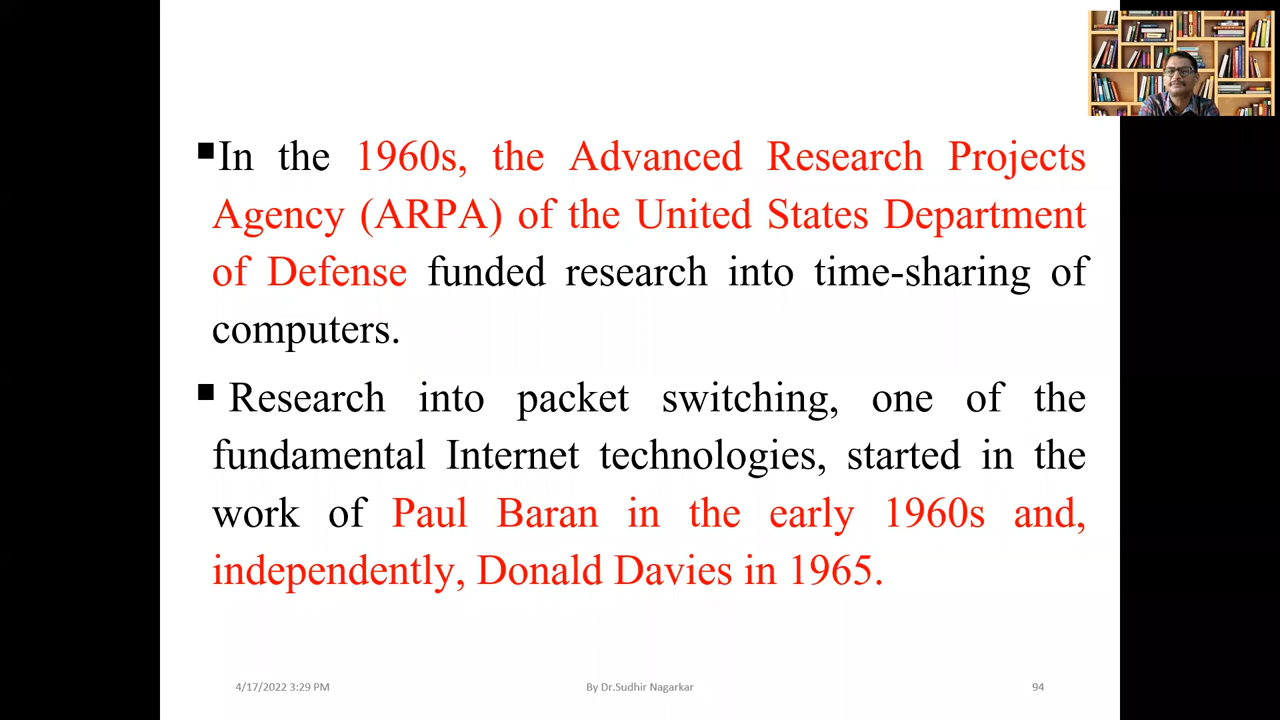 ▪In the 1960s, the Advanced Research Projects
Agency (ARPA) of the United States Department
of Defense funded research into time-sharing of
computers.
▪ Research into packet switching, one of the
fundamental Internet technologies, started in the
work of Paul Baran in the early 1960s and,
independently, Donald Davies in 1965.
4/17/2022 3:29 PM
By Dr.Sudhir Nagarkar
94